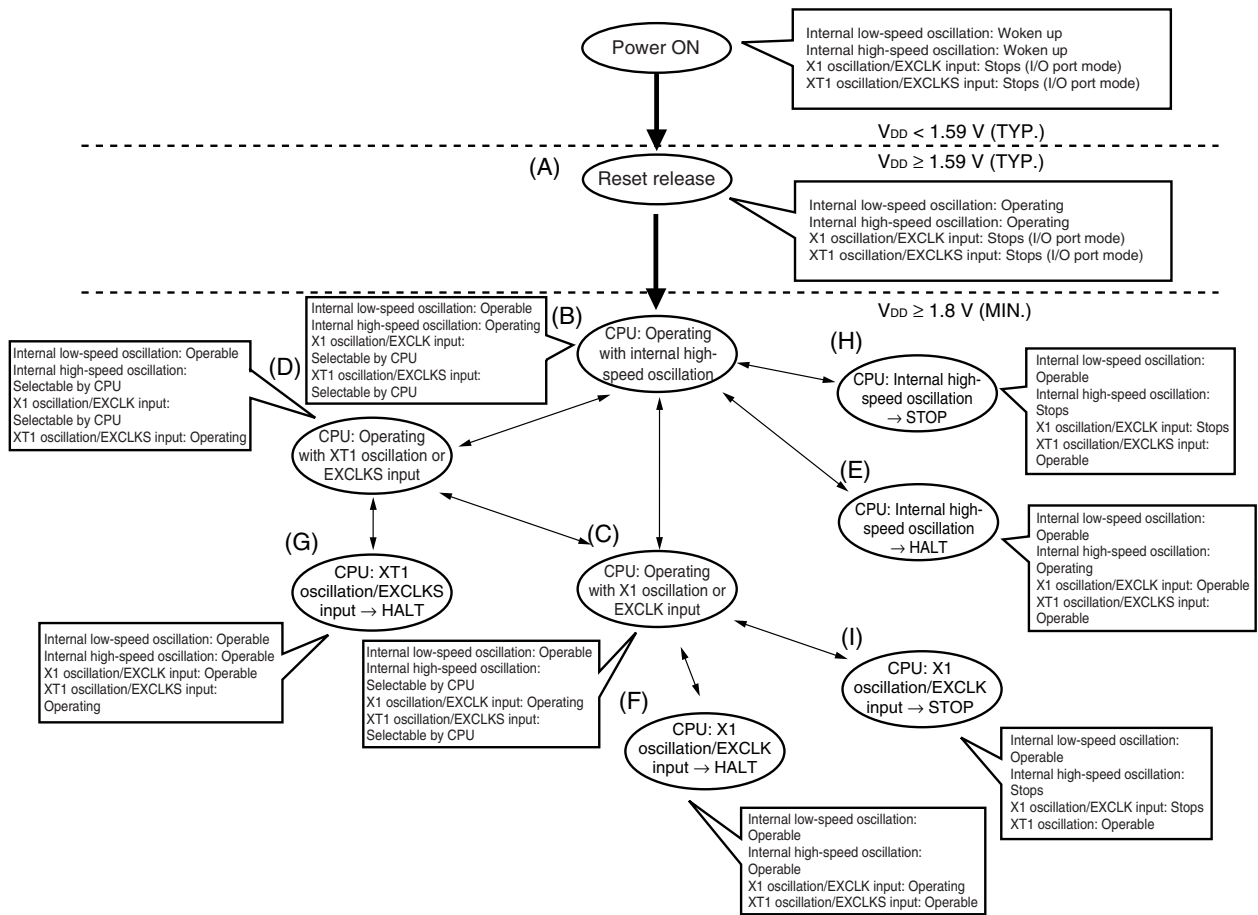 Power ON
Internal low-speed oscillation: Woken up
Internal high-speed oscillation: Woken up
X1 oscillation/EXCLK input: Stops (I/O port mode)
XT1 oscillation/EXCLKS input: Stops (I/O port mode)
VDD < 1.59 V (TYP.)
VDD ≥ 1.59 V (TYP.)
(A)
Reset release
Internal low-speed oscillation: Operating
Internal high-speed oscillation: Operating
X1 oscillation/EXCLK input: Stops (I/O port mode)
XT1 oscillation/EXCLKS input: Stops (I/O port mode)
VDD ≥ 1.8 V (MIN.)
Internal low-speed oscillation: Operable
Internal high-speed oscillation: Operating
X1 oscillation/EXCLK input:
Selectable by CPU
XT1 oscillation/EXCLKS input:
Selectable by CPU
(B)
CPU: Operating
with internal high-
speed oscillation
(H)
CPU: Internal high-
speed oscillation
→ STOP
Internal low-speed oscillation:
Operable
Internal high-speed oscillation:
Stops
X1 oscillation/EXCLK input: Stops
XT1 oscillation/EXCLKS input:
Operable
Internal low-speed oscillation: Operable
Internal high-speed oscillation:
Selectable by CPU
X1 oscillation/EXCLK input:
Selectable by CPU
XT1 oscillation/EXCLKS input: Operating
(D)
CPU: Operating
with XT1 oscillation or
EXCLKS input
(E)
CPU: Internal high-
speed oscillation
→ HALT
Internal low-speed oscillation:
Operable
Internal high-speed oscillation:
Operating
X1 oscillation/EXCLK input: Operable
XT1 oscillation/EXCLKS input:
Operable
(G)
CPU: XT1
oscillation/EXCLKS
input → HALT
Internal low-speed oscillation: Operable
Internal high-speed oscillation: Operable
X1 oscillation/EXCLK input: Operable
XT1 oscillation/EXCLKS input:
Operating
(C)
CPU: Operating
with X1 oscillation or
EXCLK input
Internal low-speed oscillation: Operable
Internal high-speed oscillation:
Selectable by CPU
X1 oscillation/EXCLK input: Operating
XT1 oscillation/EXCLKS input:
Selectable by CPU
(I)
CPU: X1
oscillation/EXCLK
input → STOP
Internal low-speed oscillation:
Operable
Internal high-speed oscillation:
Stops
X1 oscillation/EXCLK input: Stops
XT1 oscillation: Operable
(F)
CPU: X1
oscillation/EXCLK
input → HALT
Internal low-speed oscillation:
Operable
Internal high-speed oscillation:
Operable
X1 oscillation/EXCLK input: Operating
XT1 oscillation/EXCLKS input: Operable